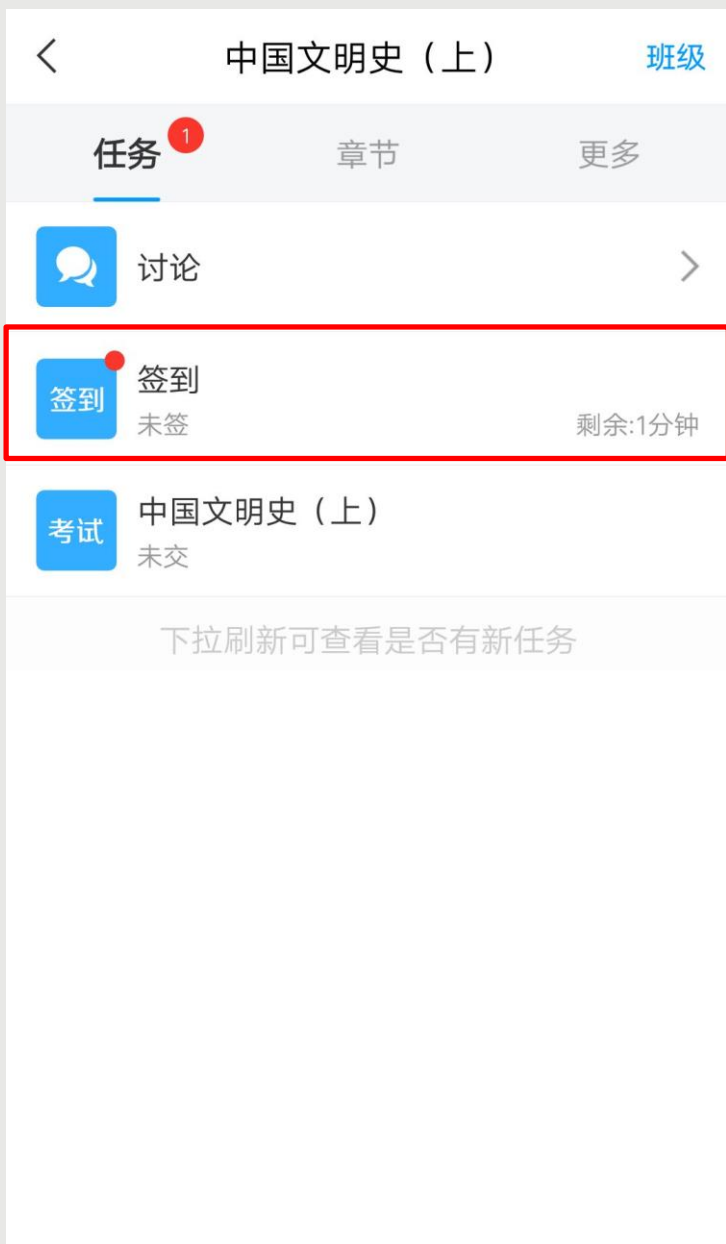 中国文明史（上） 班级
任务 1 章节 更多
讨论
签到 签到
未签 剩余:1分钟
考试 中国文明史（上）
未交
下拉刷新可查看是否有新任务